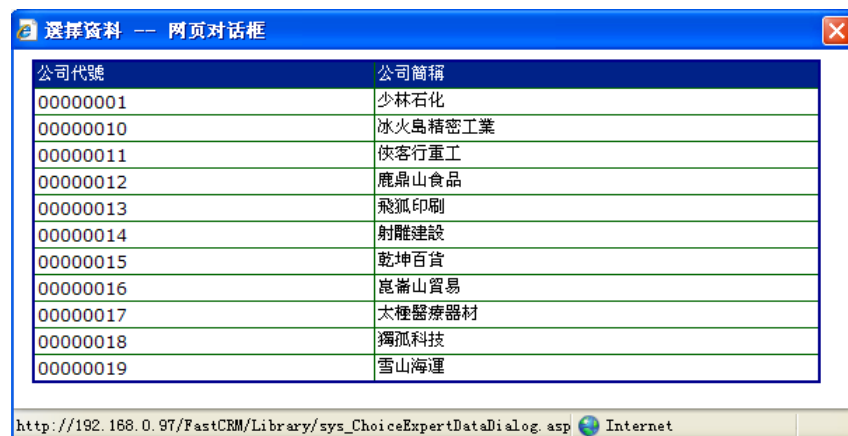 選擇資料 -- 网页对话框
公司代號 公司簡稱
00000001 少林石化
00000010 冰火島精密工業
00000011 俠客行重工
00000012 鹿鼎山食品
00000013 飛狐印刷
00000014 射雕建設
00000015 乾坤百貨
00000016 崑崙山貿易
00000017 太極醫療器材
00000018 獨孤科技
00000019 雪山海運
http://192.168.0.97/FastCRM/Library/sys_ChoiceExpertDataDialog.asp Internet